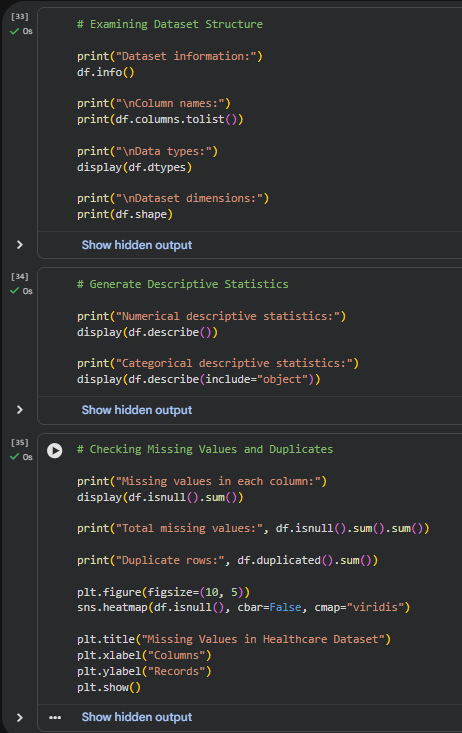 [33]
0s
# Examining Dataset Structure
print("Dataset information:")
df.info()
print("\nColumn names:")
print(df.columns.tolist())
print("\nData types:")
display(df.dtypes)
print("\nDataset dimensions:")
print(df.shape)
Show hidden output
[34]
0s
# Generate Descriptive Statistics
print("Numerical descriptive statistics:")
display(df.describe())
print("Categorical descriptive statistics:")
display(df.describe(include="object"))
Show hidden output
[35]
0s
# Checking Missing Values and Duplicates
print("Missing values in each column:")
display(df.isnull().sum())
print("Total missing values:", df.isnull().sum().sum())
print("Duplicate rows:", df.duplicated().sum())
plt.figure(figsize=(10, 5))
sns.heatmap(df.isnull(), cbar=False, cmap="viridis")
plt.title("Missing Values in Healthcare Dataset")
plt.xlabel("Columns")
plt.ylabel("Records")
plt.show()
Show hidden output